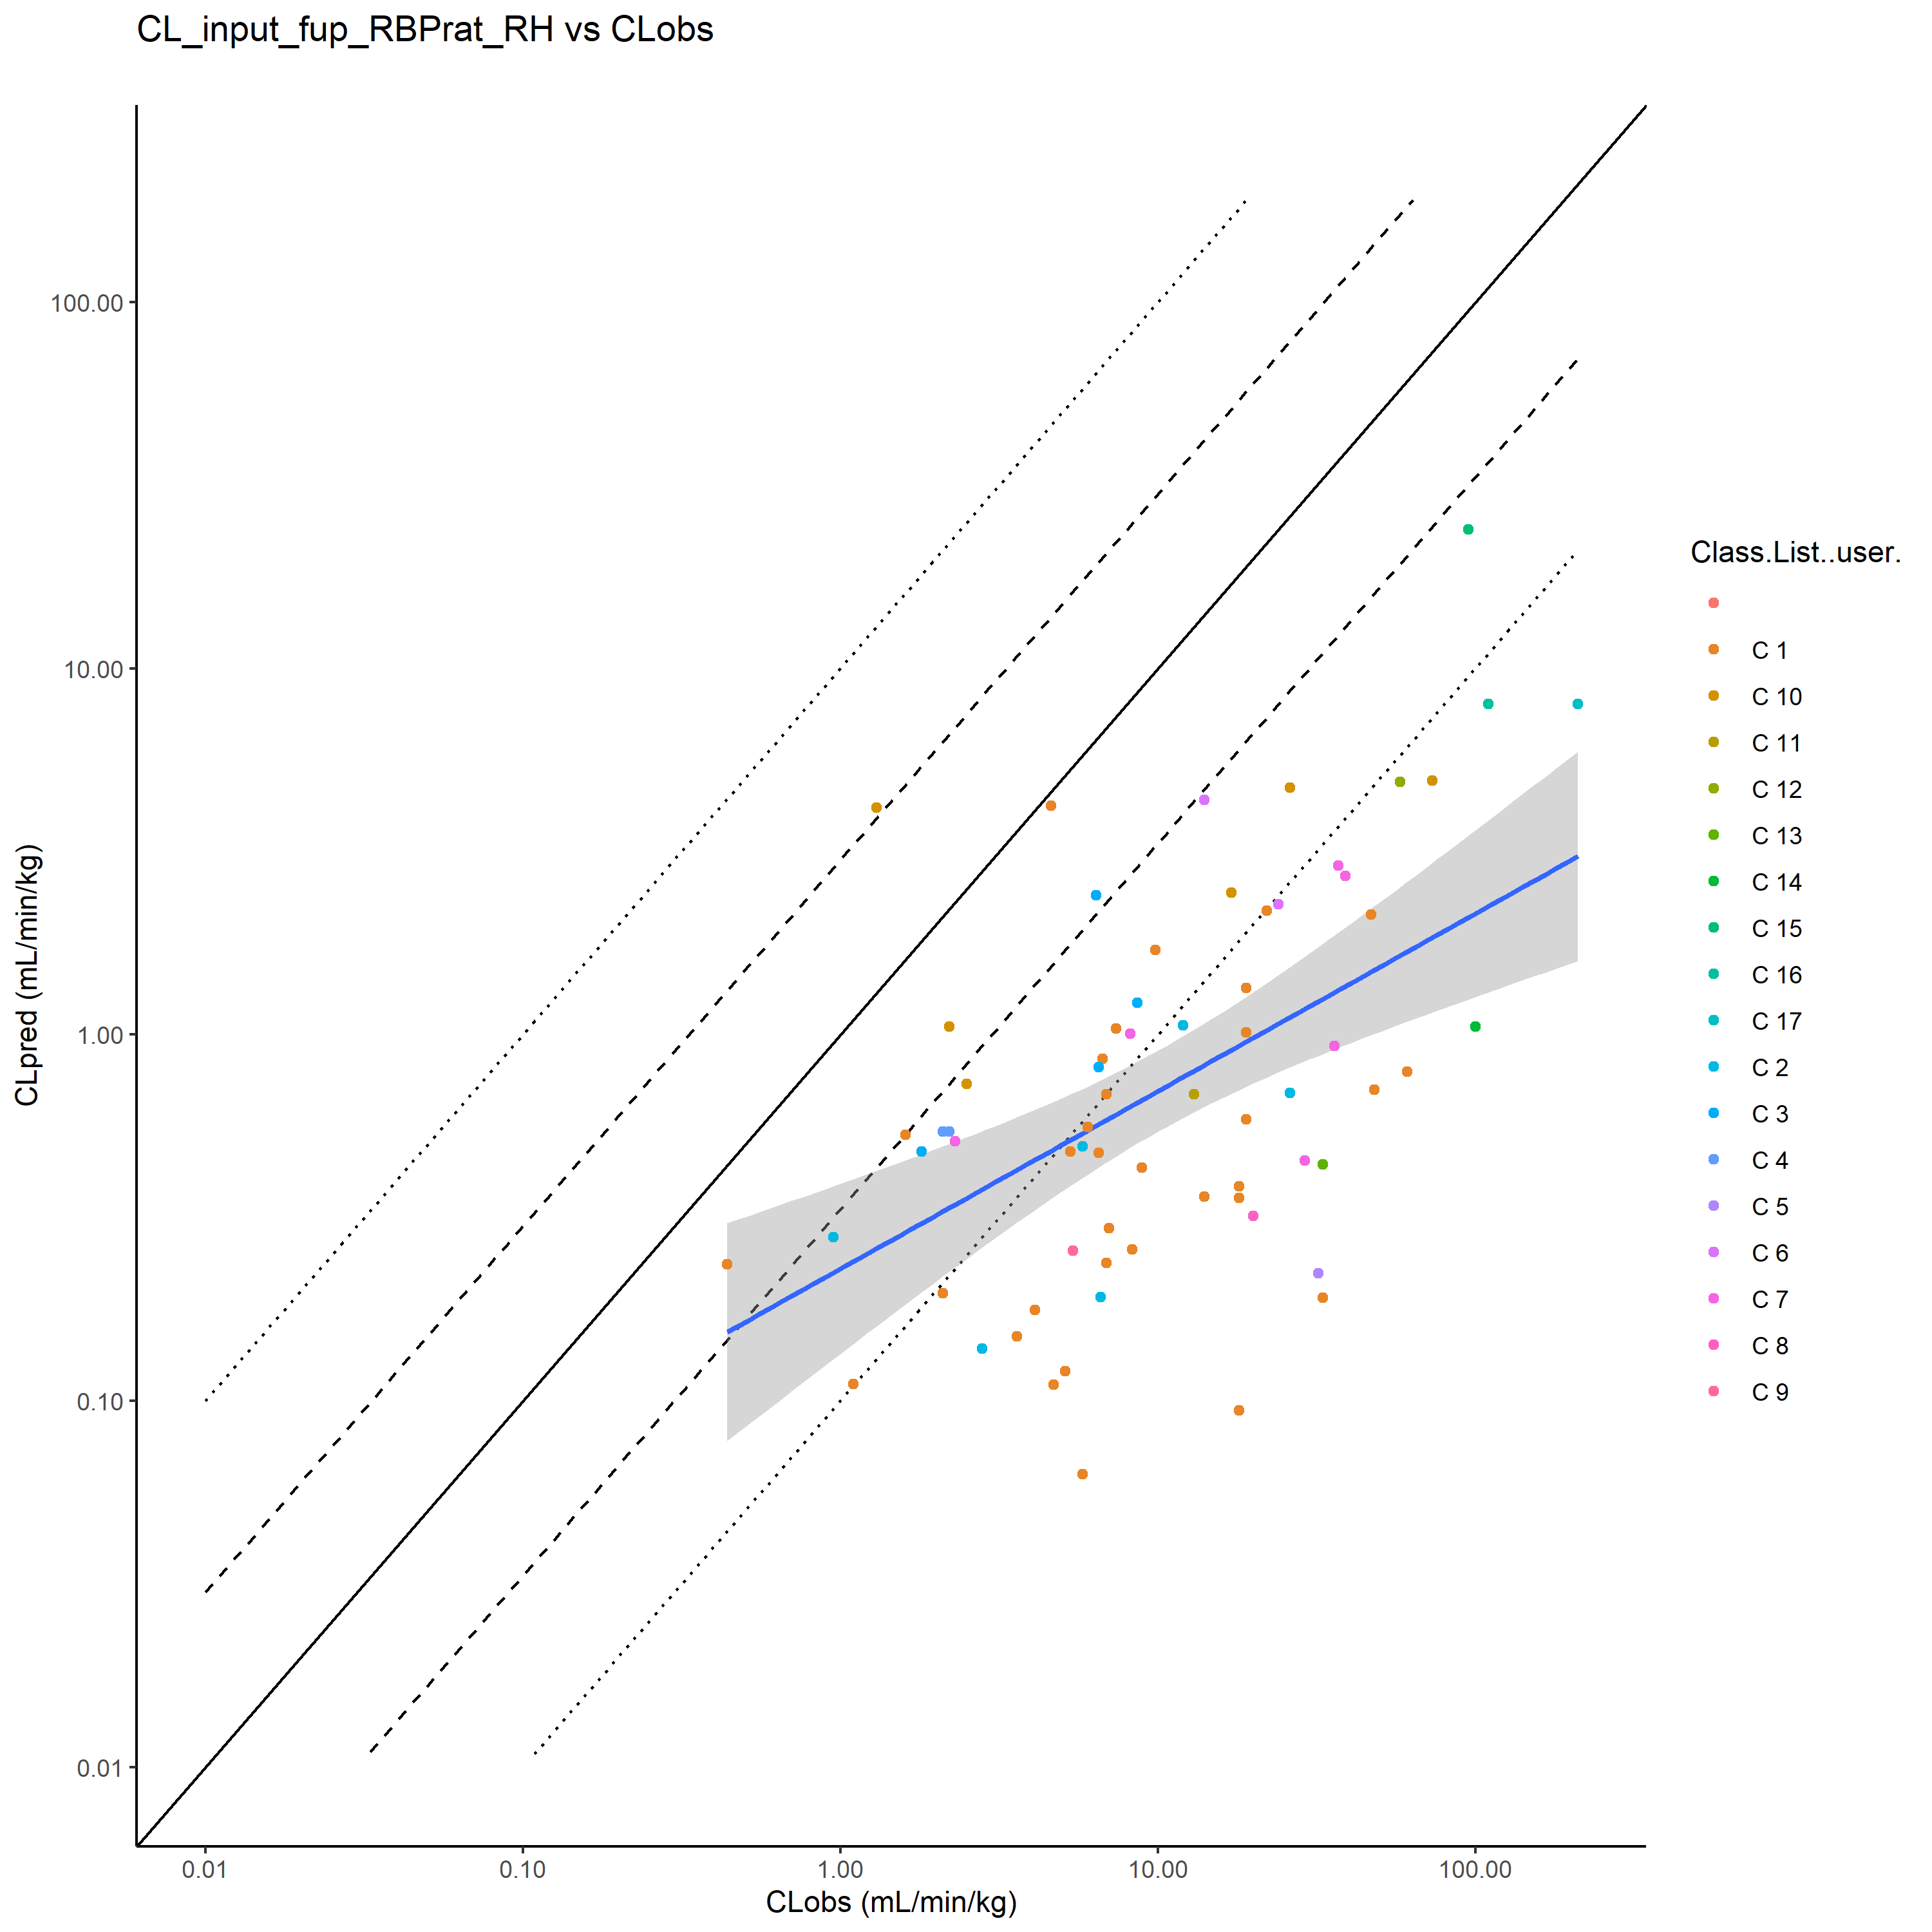 CL_input_fup_RBPrat_RH vs CLobs
CLpred (mL/min/kg)
100.00
10.00
1.00
0.10
0.01
0.01
0.10
1.00
10.00
100.00
CLobs (mL/min/kg)
Class.List..user.
C 1
C 10
C 11
C 12
C 13
C 14
C 15
C 16
C 17
C 2
C 3
C 4
C 5
C 6
C 7
C 8
C 9